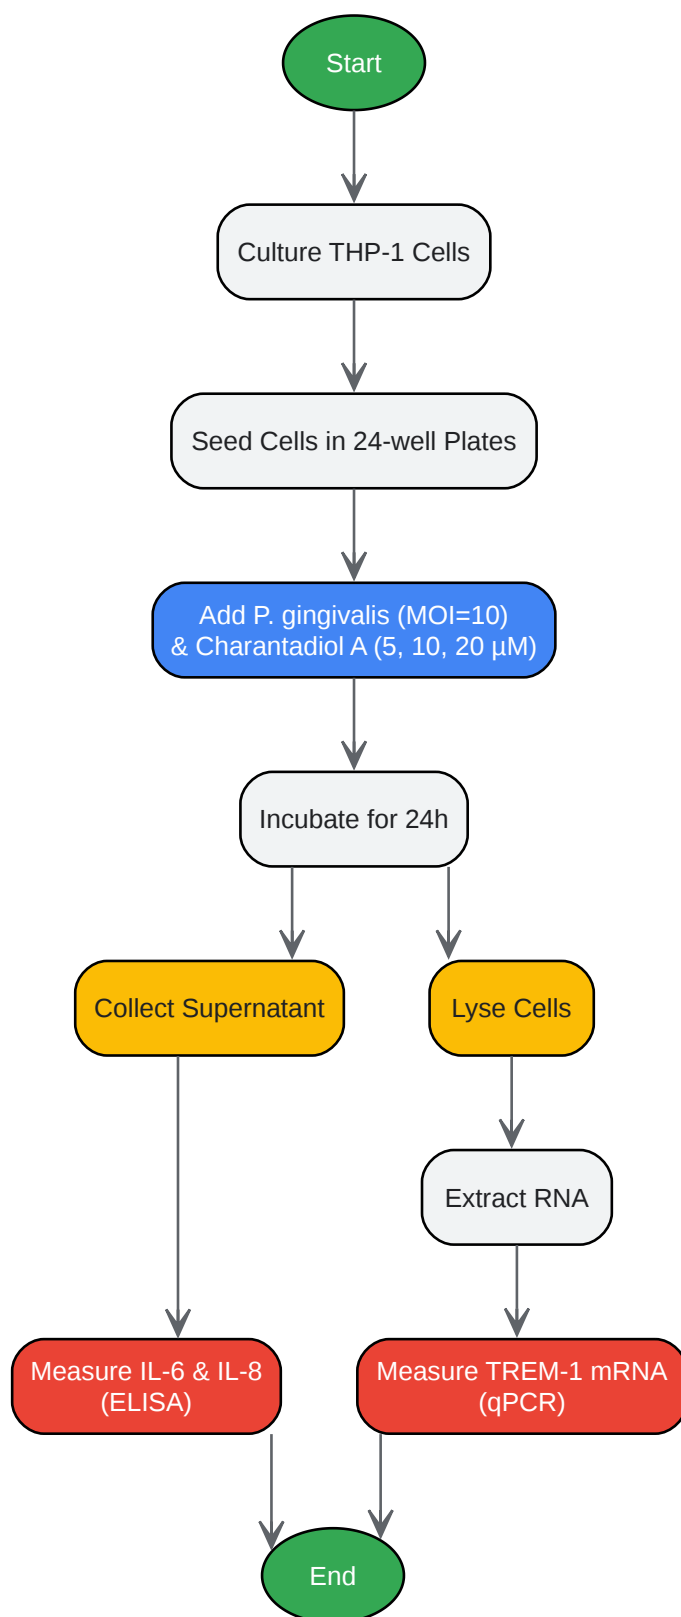 Start
Culture THP-1 Cells
Seed Cells in 24-well Plates
Add P. gingivalis (MOI=10)
& Charantadiol A (5, 10, 20 µM)
Incubate for 24h
Collect Supernatant
Lyse Cells
Extract RNA
Measure IL-6 & IL-8
(ELISA)
Measure TREM-1 mRNA
(qPCR)
End